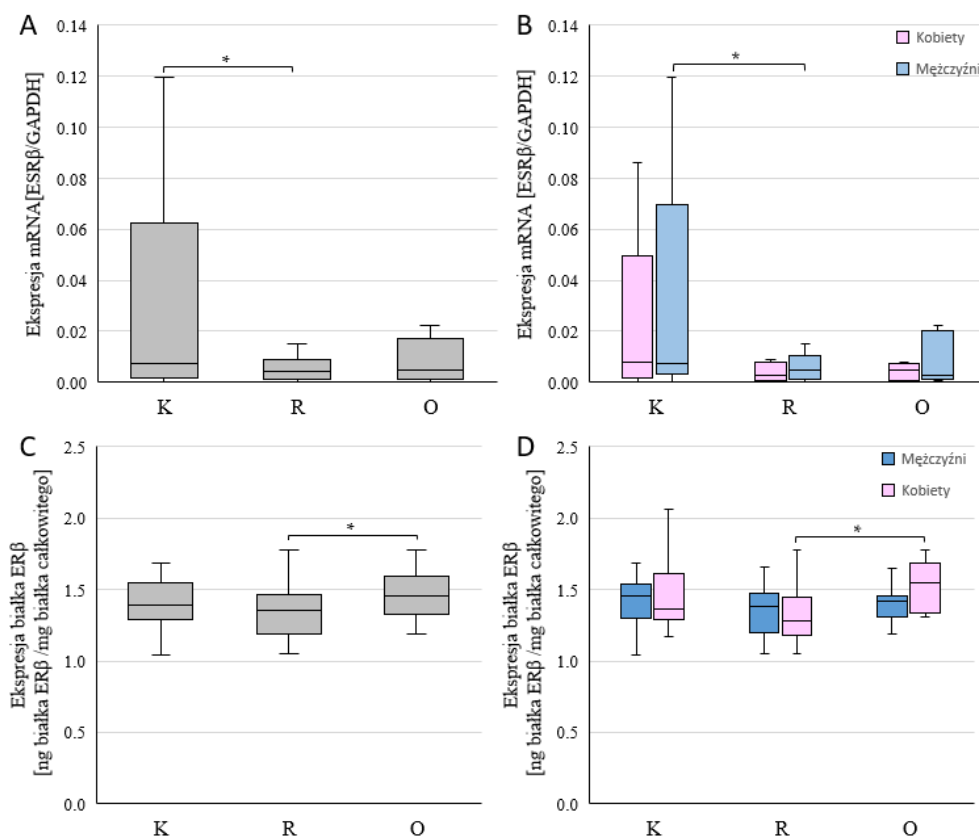 A
Ekspresja mRNA[ESRβ/GAPDH]
0.14
0.12
0.10
0.08
0.06
0.04
0.02
0.00
*
K R O
B
Ekspresja mRNA [ESRβ/GAPDH]
0.14
0.12
0.10
0.08
0.06
0.04
0.02
0.00
*
Kobiety
Mężczyźni
K R O
C
Ekspresja białka ERβ
[ng białka ERβ /mg białka całkowitego]
2.5
2.0
1.5
1.0
0.5
0.0
*
K R O
D
Ekspresja białka ERβ
[ng białka ERβ /mg białka całkowitego]
2.5
2.0
1.5
1.0
0.5
0.0
*
Mężczyźni
Kobiety
K R O